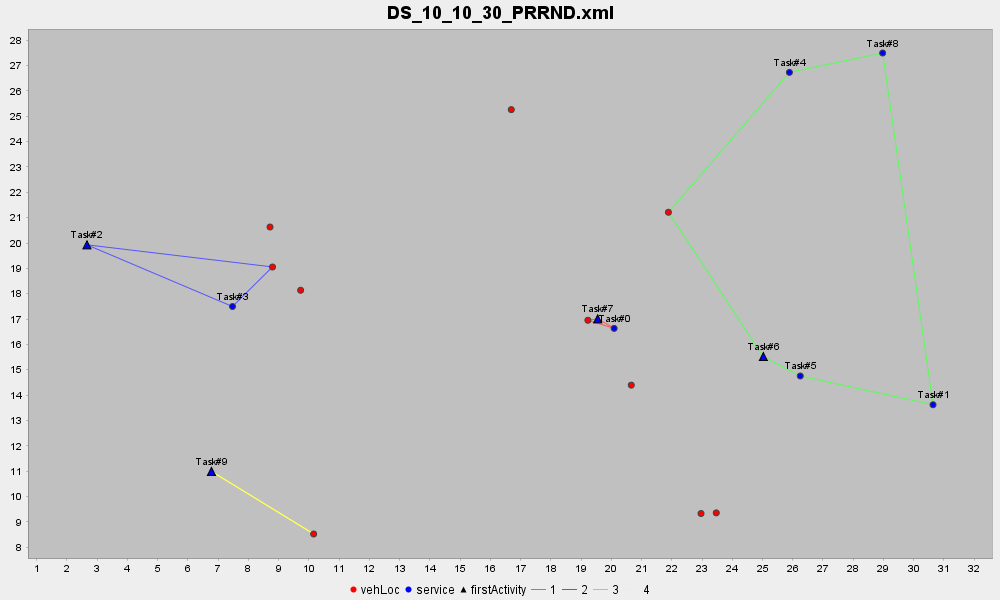 DS_10_10_30_PRRND.xml
28
27
26
25
24
23
22
21
20
19
18
17
16
15
14
13
12
11
10
9
8
Task#8
Task#4
Task#2
Task#3
Task#7
Task#0
Task#6
Task#5
Task#1
Task#9
1 2 3 4 5 6 7 8 9 10 11 12 13 14 15 16 17 18 19 20 21 22 23 24 25 26 27 28 29 30 31 32
vehLoc service firstActivity 1 2 3 4